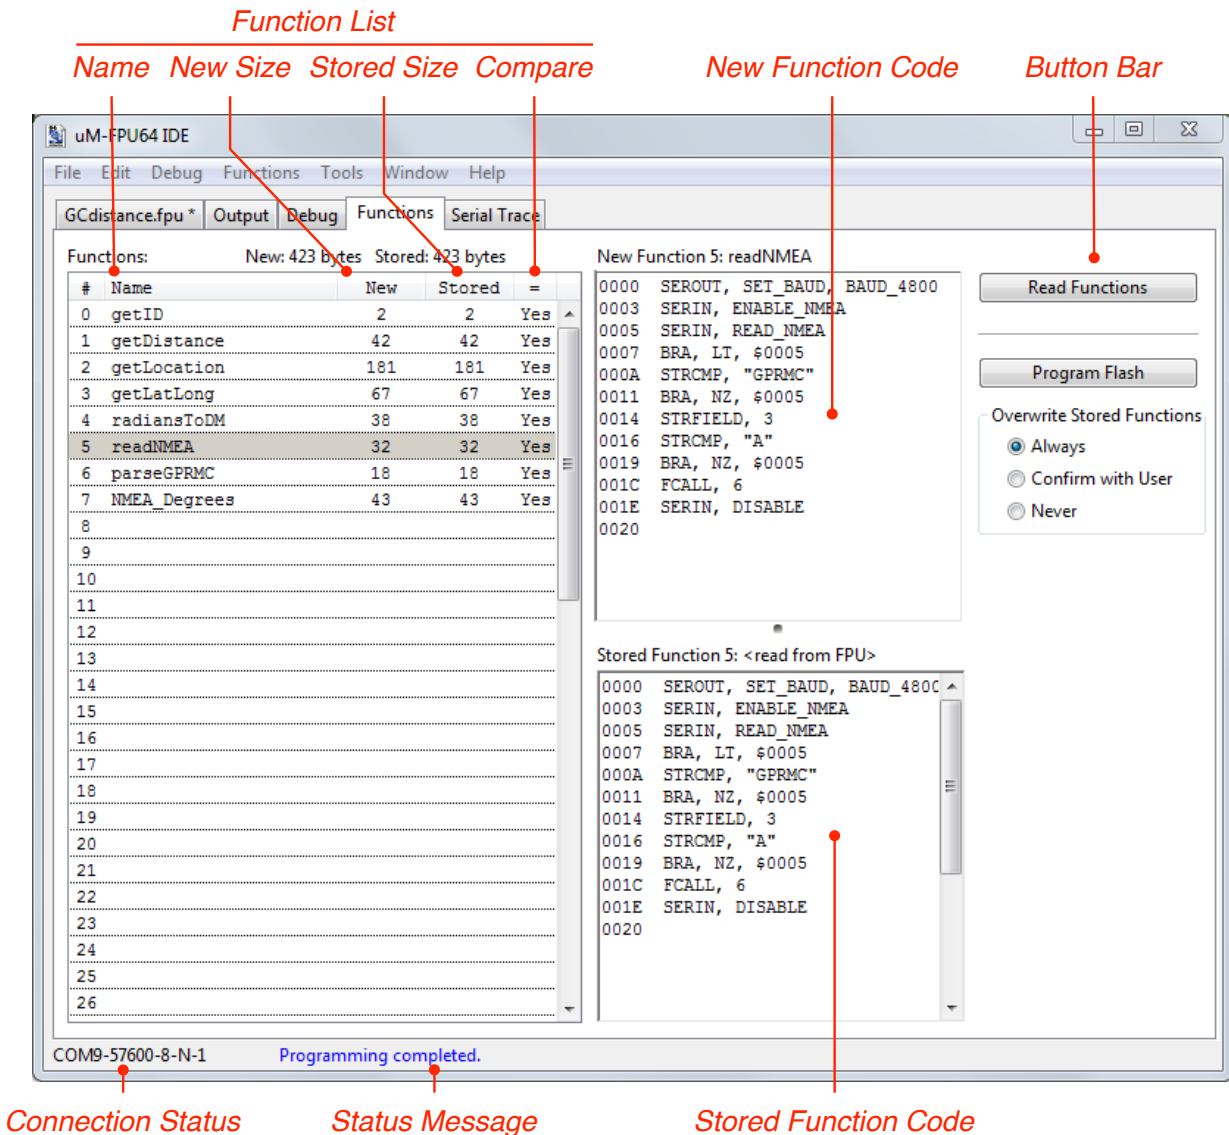 Function List
Name New Size Stored Size Compare New Function Code Button Bar
uM-FPU64 IDE
File Edit Debug Functions Tools Window Help
GCdistance.fpu * Output Debug Functions Serial Trace
Functions: New: 423 bytes Stored: 423 bytes
# Name New Stored =
0 getID 2 2 Yes
1 getDistance 42 42 Yes
2 getLocation 181 181 Yes
3 getLatLong 67 67 Yes
4 radiansToDM 38 38 Yes
5 readNMEA 32 32 Yes
6 parseGPRMC 18 18 Yes
7 NMEA_Degrees 43 43 Yes
8
9
10
11
12
13
14
15
16
17
18
19
20
21
22
23
24
25
26
New Function 5: readNMEA
0000 SEROUT, SET_BAUD, BAUD_4800
0003 SERIN, ENABLE_NMEA
0005 SERIN, READ_NMEA
0007 BRA, LT, $0005
000A STRCMP, "GPRMC"
0011 BRA, NZ, $0005
0014 STRFIELD, 3
0016 STRCMP, "A"
0019 BRA, NZ, $0005
001C FCALL, 6
001E SERIN, DISABLE
0020
Stored Function 5: <read from FPU>
0000 SEROUT, SET_BAUD, BAUD_4800
0003 SERIN, ENABLE_NMEA
0005 SERIN, READ_NMEA
0007 BRA, LT, $0005
000A STRCMP, "GPRMC"
0011 BRA, NZ, $0005
0014 STRFIELD, 3
0016 STRCMP, "A"
0019 BRA, NZ, $0005
001C FCALL, 6
001E SERIN, DISABLE
0020
Read Functions
Program Flash
Overwrite Stored Functions
Always
Confirm with User
Never
COM9-57600-8-N-1 Programming completed.
Connection Status Status Message Stored Function Code